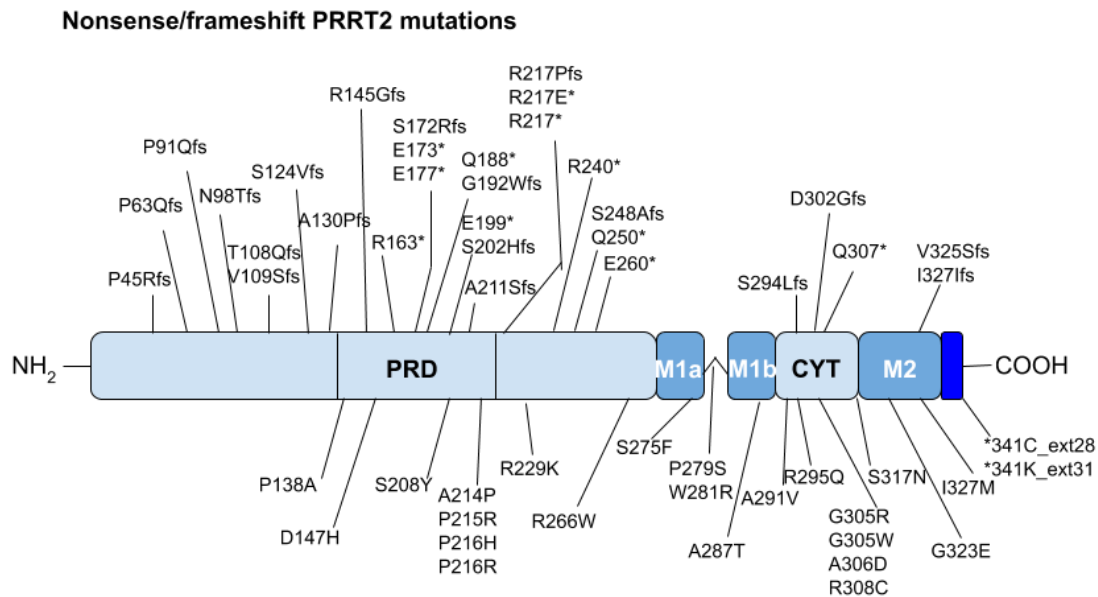 Nonsense/frameshift PRRT2 mutations
R217Pfs
R217E*
R217*
R145Gfs
S172Rfs
E173*
E177*
P91Qfs
Q188*
G192Wfs
R240*
S124Vfs
N98Tfs
P63Qfs
A130Pfs
R163*
E199*
S202Hfs
S248Afs
Q250*
E260*
D302Gfs
Q307*
V325Sfs
I327Ifs
T108Qfs
V109Sfs
P45Rfs
A211Sfs
S294Lfs
NH2
PRD
M1a
M1b
CYT
M2
COOH
*341C_ext28
*341K_ext31
S275F
P279S
W281R
R295Q
S317N
I327M
P138A
S208Y
A214P
P215R
P216H
P216R
R229K
A291V
R266W
D147H
A287T
G305R
G305W
A306D
R308C
G323E